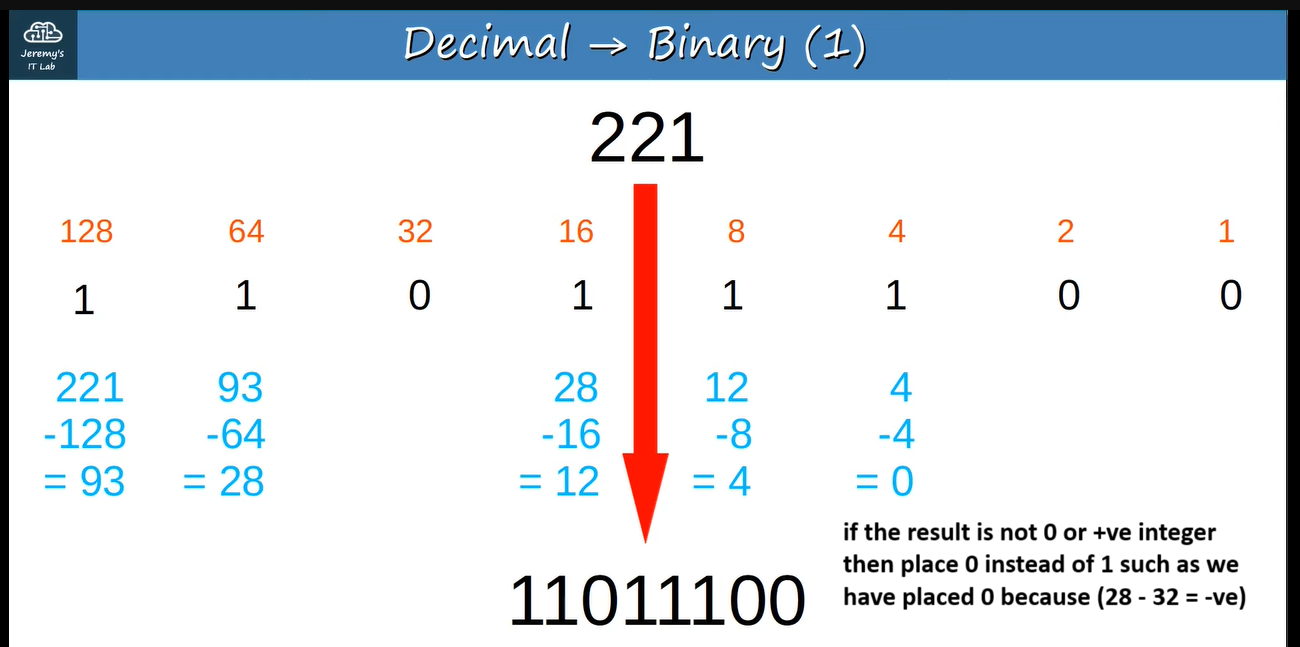 Jeremy's
IT Lab
Decimal → Binary (1)
221
128 64 32 16 8 4 2 1
1 1 0 1 1 1 0 0
221 93 28 12 4
-128 -64 -16 -8 -4
= 93 = 28 = 12 = 4 = 0
if the result is not 0 or +ve integer
then place 0 instead of 1 such as we
have placed 0 because (28 - 32 = -ve)
11011100